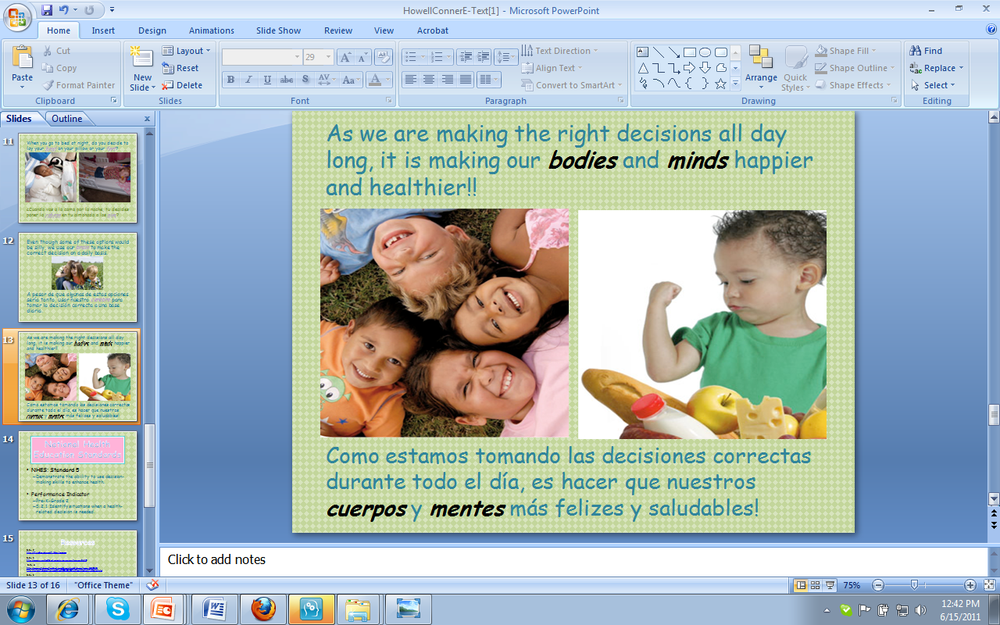 HowellConnerE-Text[1] - Microsoft PowerPoint
Home Insert Design Animations Slide Show Review View Acrobat
Paste
Cut
Copy
Format Painter
Clipboard
New Slide
Layout
Reset
Delete
Slides
29
Font
Text Direction
Align Text
Convert to SmartArt
Paragraph
Arrange
Quick Styles
Shape Fill
Shape Outline
Shape Effects
Drawing
Find
Replace
Select
Editing
Slides Outline
11
When you go to bed at night, do you decide to
lay your on your pillow or your ?
¿Cuando vas a la cama por la noche, tu decides
poner la en tu almohada o los ?
12
Even though some of these options would
be silly, we use our brain to make the
correct decision on a daily basis.
A pesar de que algunas de estas opciones
sería tonto, usar nuestro para
tomar la decisión correcta a una base
diaria.
13
As we are making the right decisions all day
long, it is making our bodies and minds happier
and healthier!!
Como estamos tomando las decisiones correctas
durante todo el día, es hacer que nuestros
cuerpos y mentes más felizes y saludables!
14
National Health
Education Standards
• NHES: Standard 5
–Demonstrate the ability to use decision-
making skills to enhance health.
• Performance Indicator
–Pre-K-Grade 2
–5.2.1 Identify situations when a health-
related decision is needed.
15
Resources
As we are making the right decisions all day
long, it is making our bodies and minds happier
and healthier!!
Como estamos tomando las decisiones correctas
durante todo el día, es hacer que nuestros
cuerpos y mentes más felizes y saludables!
Click to add notes
Slide 13 of 16 "Office Theme" 75%
12:42 PM
6/15/2011